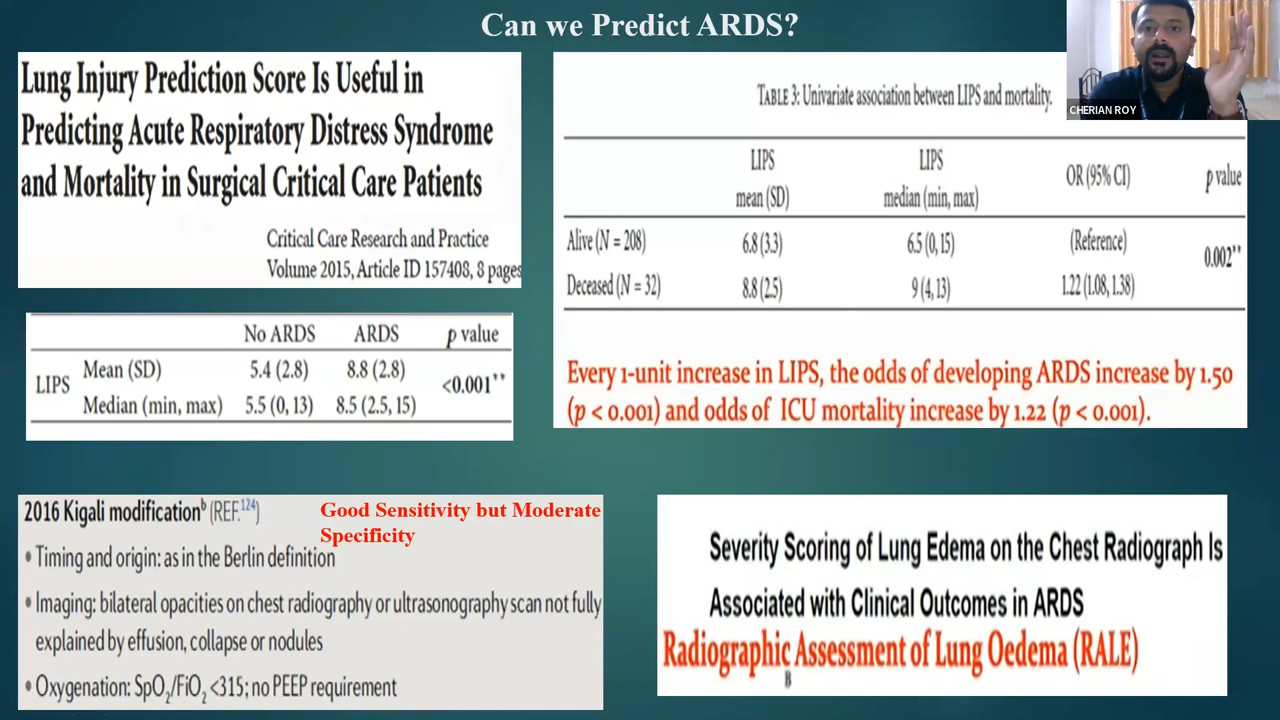 Can we Predict ARDS?
CHERIAN ROY
Lung Injury Prediction Score Is Useful in
Predicting Acute Respiratory Distress Syndrome
and Mortality in Surgical Critical Care Patients
Critical Care Research and Practice
Volume 2015, Article ID 157408, 8 pages
No ARDS ARDS p value
LIPS Mean (SD) 5.4 (2.8) 8.8 (2.8) <0.001**
Median (min, max) 5.5 (0, 13) 8.5 (2.5, 15)
TABLE 3: Univariate association between LIPS and mortality.
LIPS LIPS OR (95% CI) p value
mean (SD) median (min, max)
Alive (N = 208) 6.8 (3.3) 6.5 (0, 15) (Reference) 0.002**
Deceased (N = 32) 8.8 (2.5) 9 (4, 13) 1.22 (1.08, 1.38)
Every 1-unit increase in LIPS, the odds of developing ARDS increase by 1.50
(p < 0.001) and odds of ICU mortality increase by 1.22 (p < 0.001).
2016 Kigali modificationᵇ (REF.¹²⁴)
Good Sensitivity but Moderate
Specificity
• Timing and origin: as in the Berlin definition
• Imaging: bilateral opacities on chest radiography or ultrasonography scan not fully
explained by effusion, collapse or nodules
• Oxygenation: SpO₂/FiO₂ <315; no PEEP requirement
Severity Scoring of Lung Edema on the Chest Radiograph Is
Associated with Clinical Outcomes in ARDS
Radiographic Assessment of Lung Oedema (RALE)
B